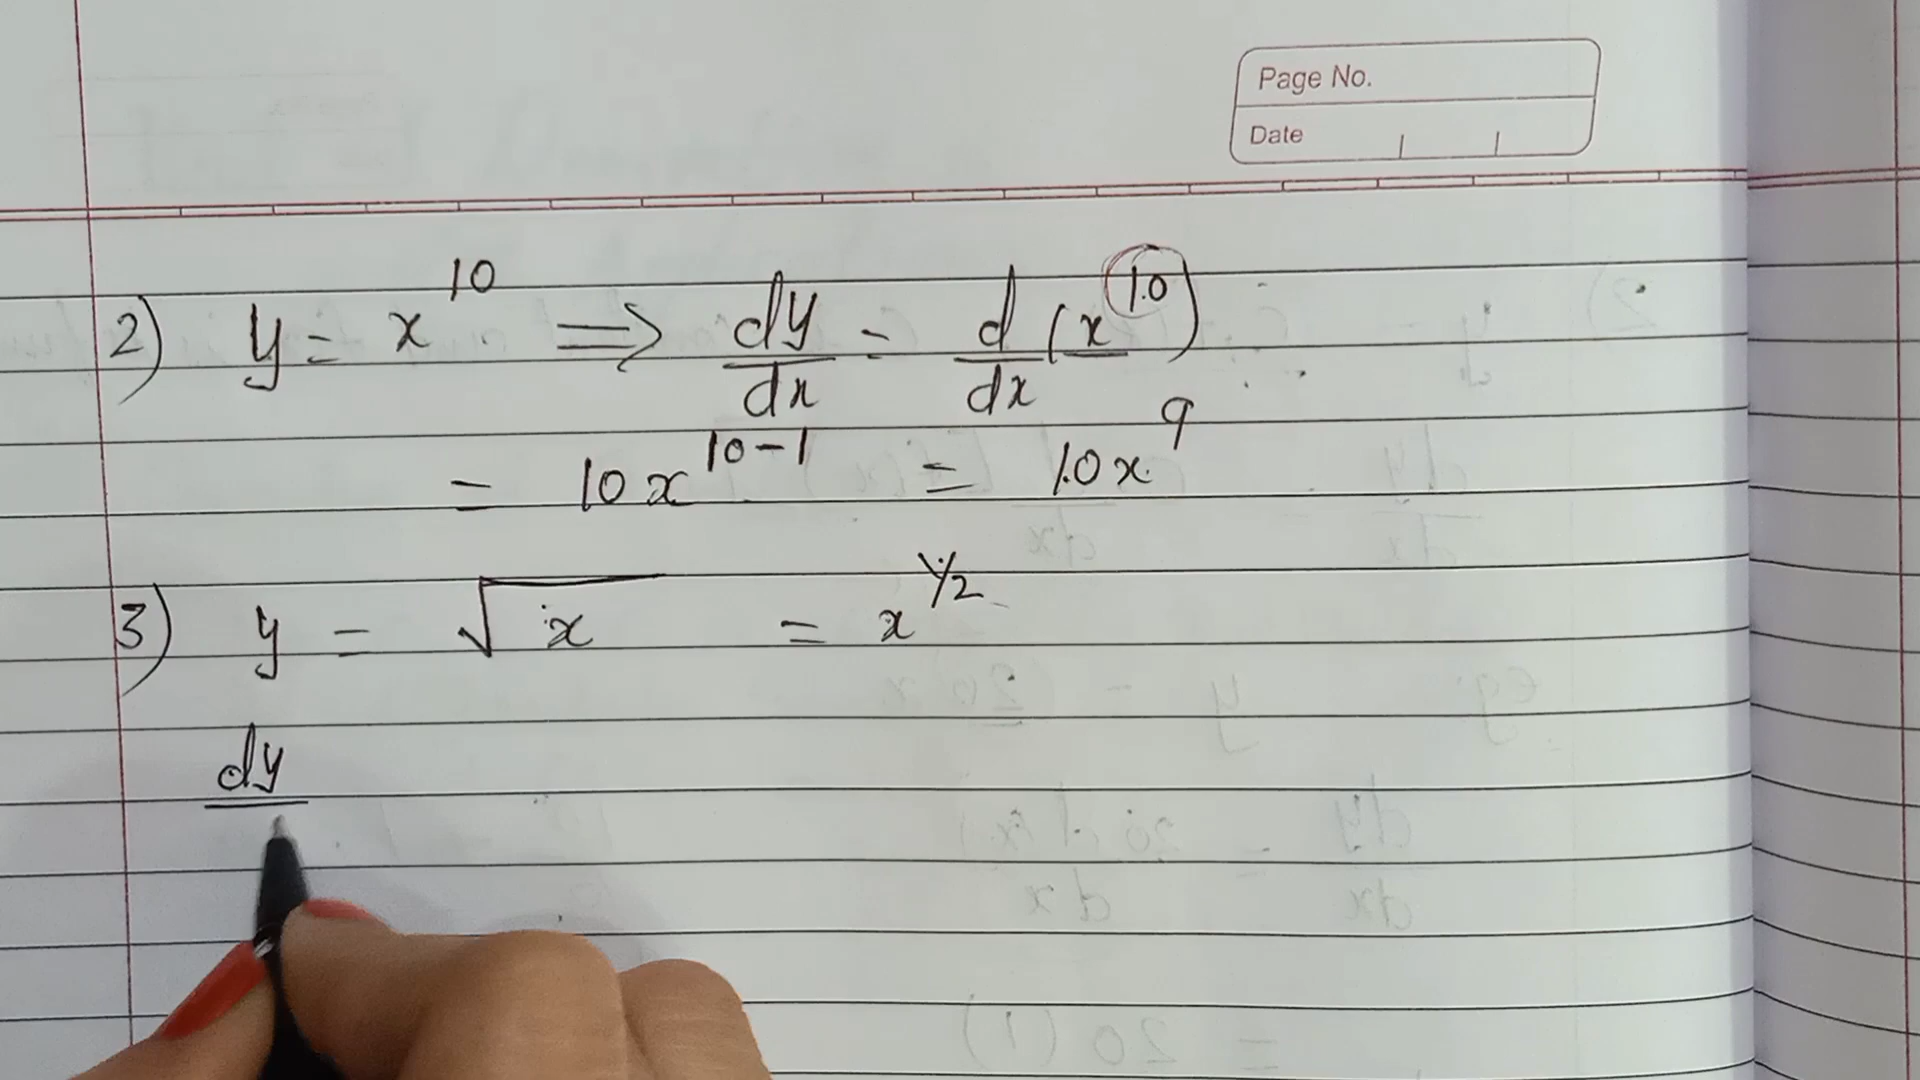 Page No.
Date
2) y = x^10 ⟹ dy/dx = d/dx (x^10)
= 10x^10-1 = 10x^9
3) y = √x = x^1/2
dy